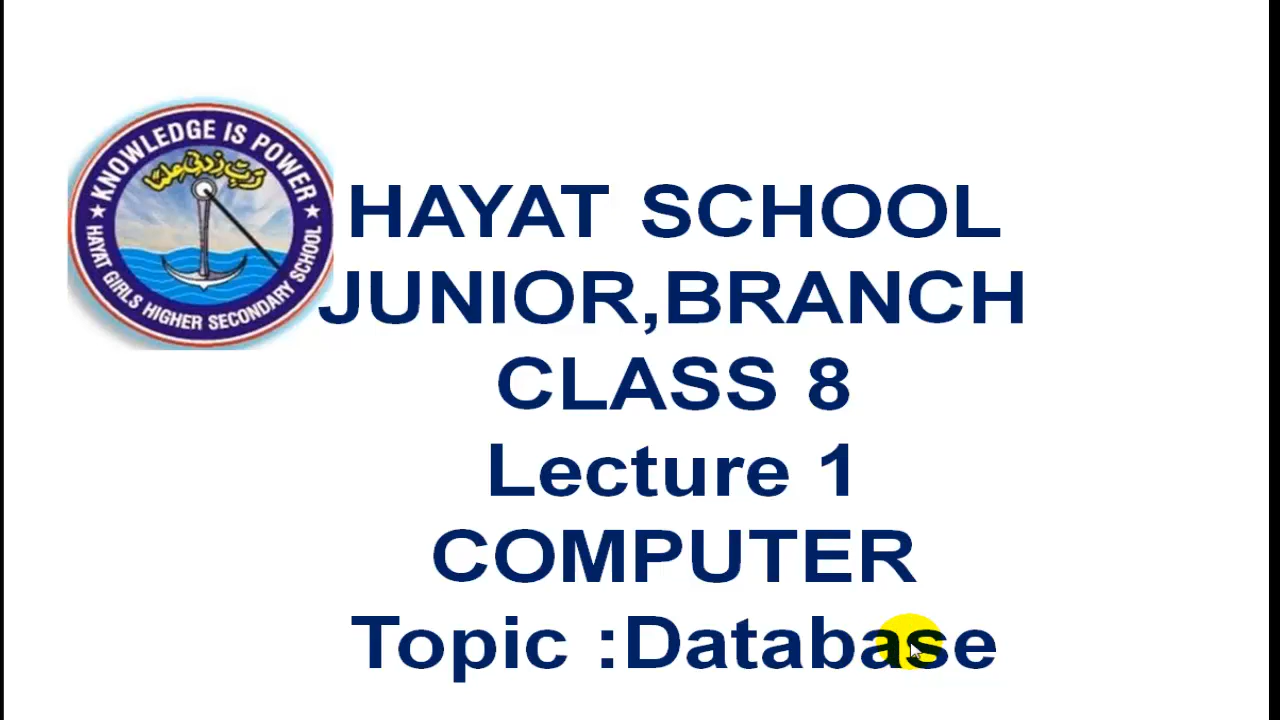 KNOWLEDGE IS POWER
رَبِّ زِدْنِي عِلْمًا
HAYAT GIRLS HIGHER SECONDARY SCHOOL
HAYAT SCHOOL
JUNIOR,BRANCH
CLASS 8
Lecture 1
COMPUTER
Topic :Database